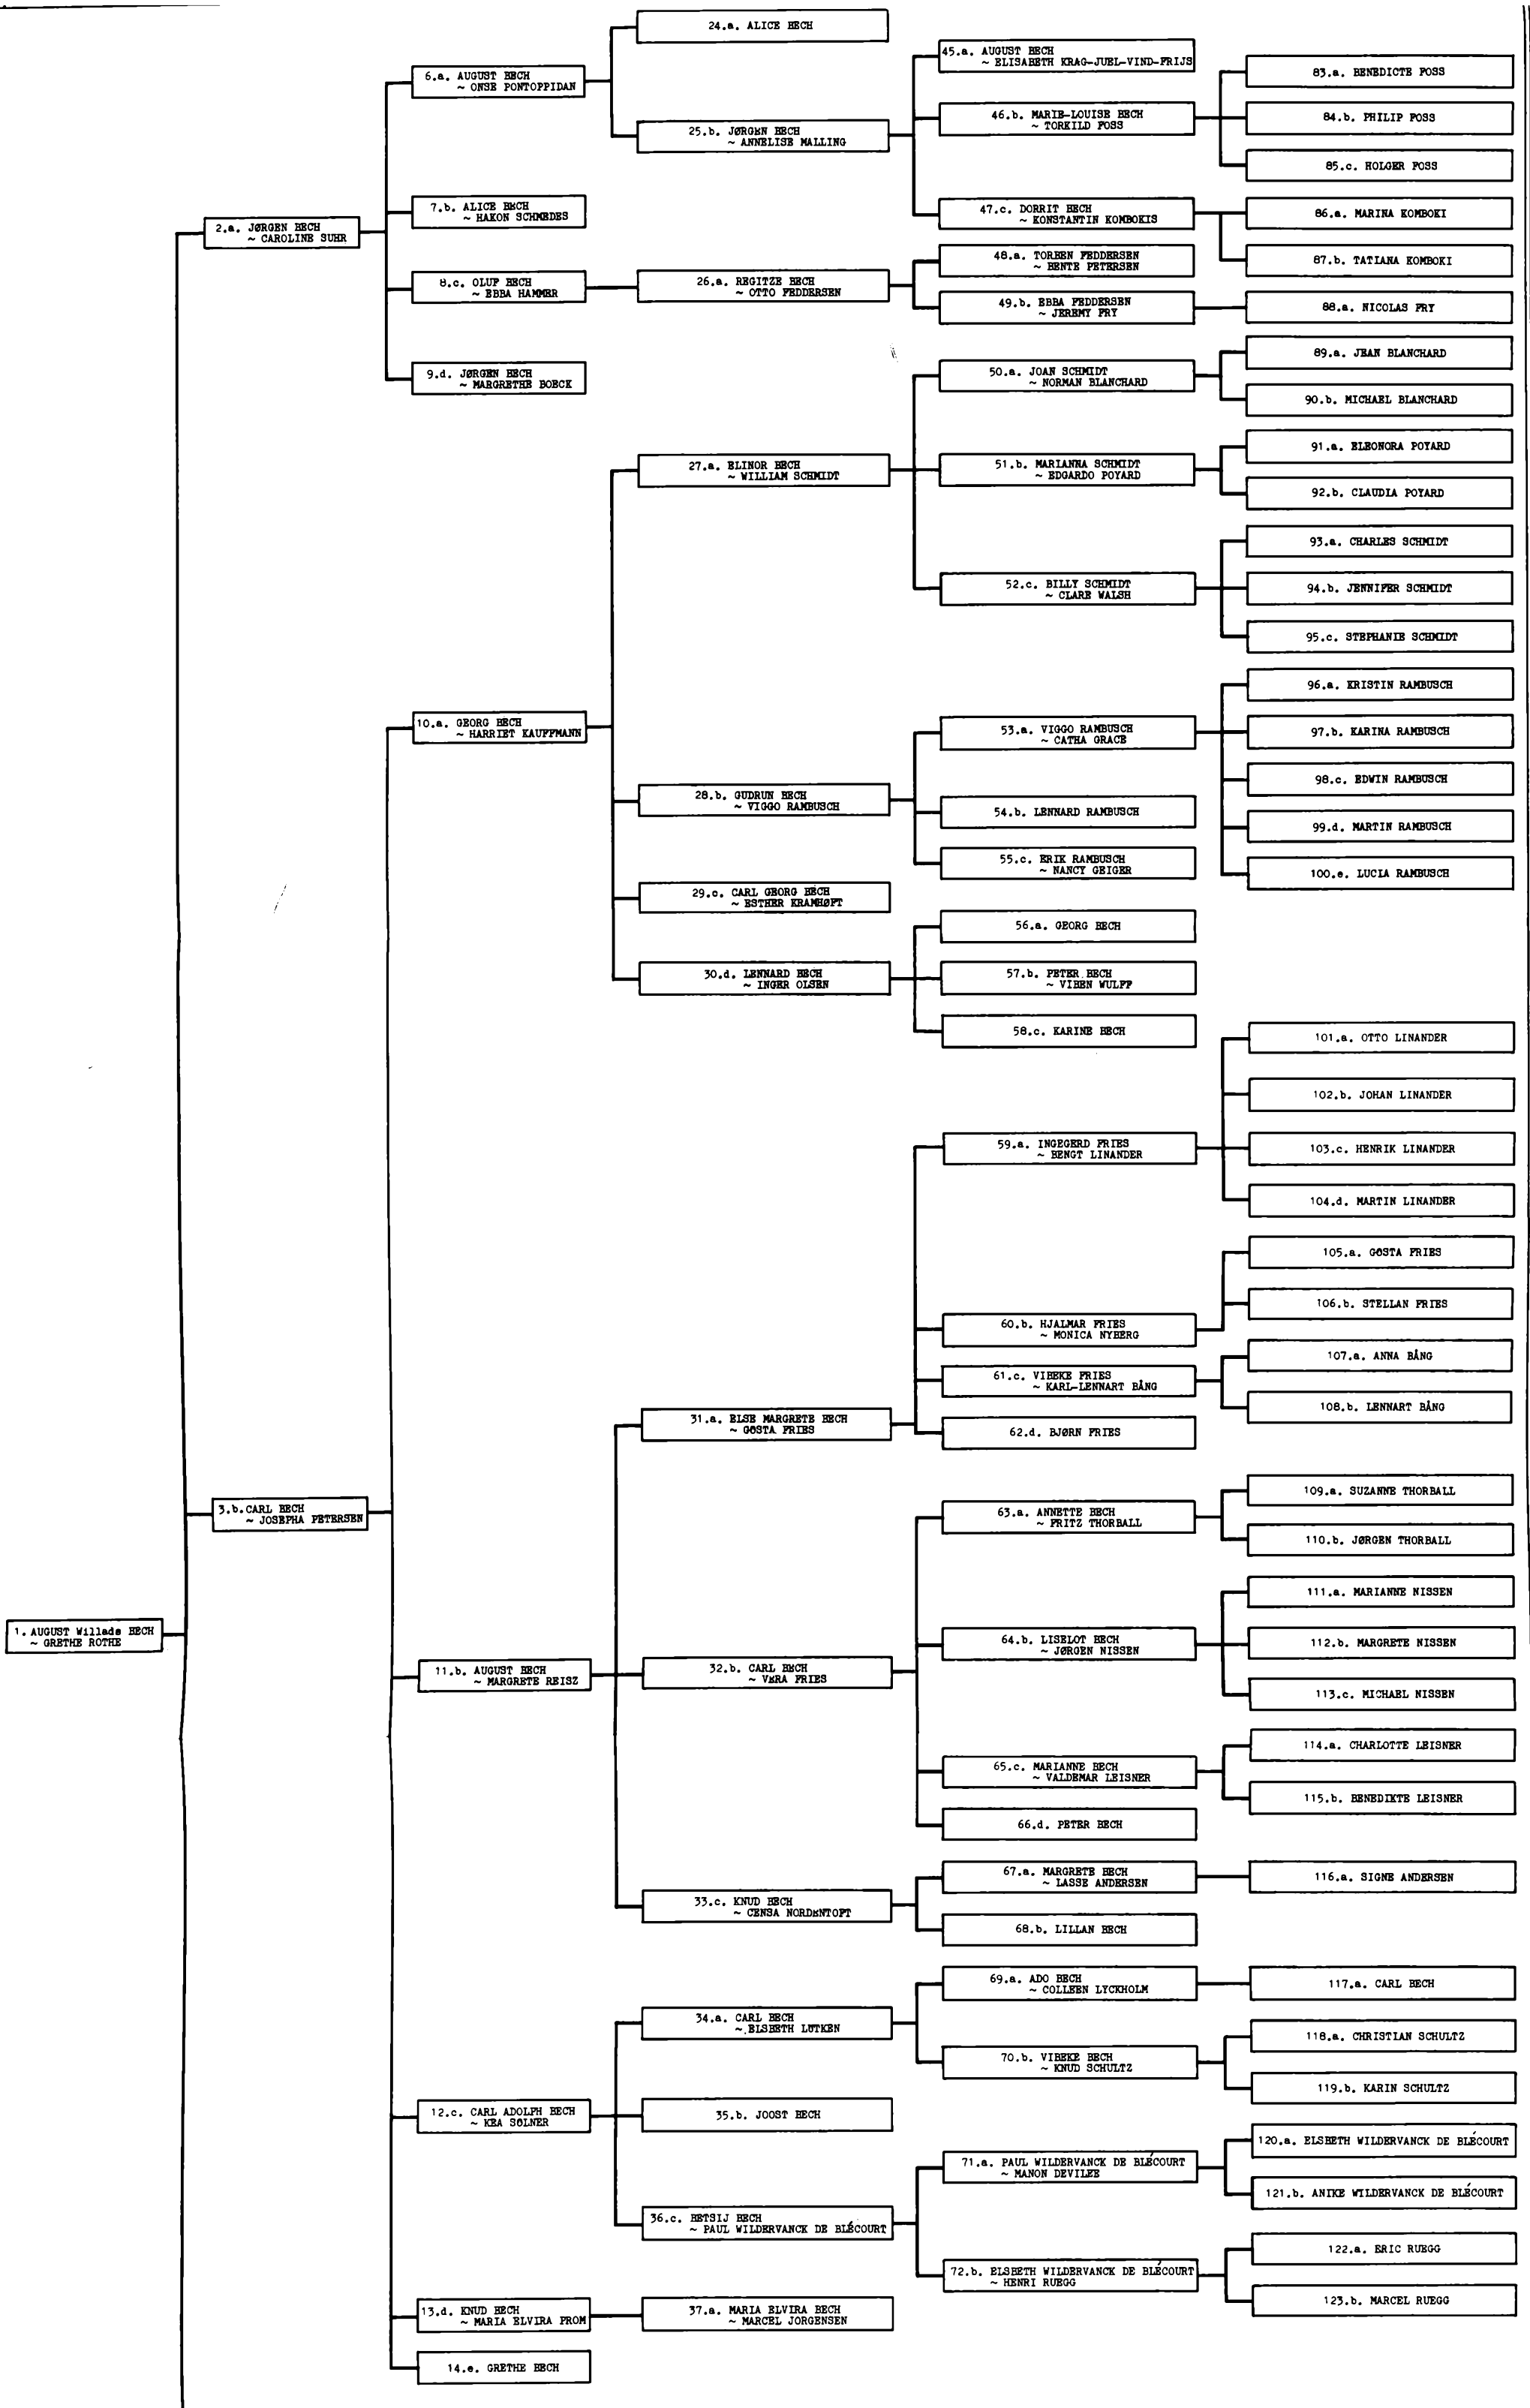 1. AUGUST Willads BECH
~ GRETHE ROTHE
2.a. JØRGEN BECH
~ CAROLINE SUHR
3.b. CARL BECH
~ JOSEPHA PETERSEN
6.a. AUGUST BECH
~ ONSE PONTOPPIDAN
7.b. ALICE BECH
~ HAKON SCHMEDES
8.c. OLUF BECH
~ EBBA HAMMER
9.d. JØRGEN BECH
~ MARGRETHE BOECK
10.a. GEORG BECH
~ HARRIET KAUFFMANN
11.b. AUGUST BECH
~ MARGRETE REISZ
12.c. CARL ADOLPH BECH
~ KEA SØLNER
13.d. KNUD BECH
~ MARIA ELVIRA PROM
14.e. GRETHE BECH
24.a. ALICE BECH
25.b. JØRGEN BECH
~ ANNELISE MALLING
26.a. REGITZE BECH
~ OTTO FEDDERSEN
27.a. ELINOR BECH
~ WILLIAM SCHMIDT
28.b. GUDRUN BECH
~ VIGGO RAMBUSCH
29.c. CARL GEORG BECH
~ ESTHER KRAMHØFT
30.d. LENNARD BECH
~ INGER OLSEN
31.a. ELSE MARGRETE BECH
~ GØSTA FRIES
32.b. CARL BECH
~ VERA FRIES
33.c. KNUD BECH
~ CENSA NORDENTOFT
34.a. CARL BECH
~ ELSBETH LÜTKEN
35.b. JOOST BECH
36.c. BETSIJ BECH
~ PAUL WILDERVANCK DE BLÉCOURT
37.a. MARIA ELVIRA BECH
~ MARCEL JORGENSEN
45.a. AUGUST BECH
~ ELISABETH KRAG-JUEL-VIND-FRIJS
46.b. MARIE-LOUISE BECH
~ TORKILD FOSS
47.c. DORRIT BECH
~ KONSTANTIN KOMBOKIS
48.a. TORBEN FEDDERSEN
~ BENTE PETERSEN
49.b. EBBA FEDDERSEN
~ JEREMY FRY
50.a. JOAN SCHMIDT
~ NORMAN BLANCHARD
51.b. MARIANNA SCHMIDT
~ EDGARDO POYARD
52.c. BILLY SCHMIDT
~ CLARE WALSH
53.a. VIGGO RAMBUSCH
~ CATHA GRACE
54.b. LENNARD RAMBUSCH
55.c. ERIK RAMBUSCH
~ NANCY GEIGER
56.a. GEORG BECH
57.b. PETER BECH
~ VIBEN WULFF
58.c. KARINE BECH
59.a. INGEGERD FRIES
~ BENGT LINANDER
60.b. HJALMAR FRIES
~ MONICA NYBERG
61.c. VIBEKE FRIES
~ KARL-LENNART BÅNG
62.d. BJØRN FRIES
63.a. ANNETTE BECH
~ FRITZ THORBALL
64.b. LISELOT BECH
~ JØRGEN NISSEN
65.c. MARIANNE BECH
~ VALDEMAR LEISNER
66.d. PETER BECH
67.a. MARGRETE BECH
~ LASSE ANDERSEN
68.b. LILLAN BECH
69.a. ADO BECH
~ COLLEEN LYCKHOLM
70.b. VIBEKE BECH
~ KNUD SCHULTZ
71.a. PAUL WILDERVANCK DE BLÉCOURT
~ MANON DEVILEE
72.b. ELSBETH WILDERVANCK DE BLÉCOURT
~ HENRI RUEGG
83.a. BENEDICTE FOSS
84.b. PHILIP FOSS
85.c. HOLGER FOSS
86.a. MARINA KOMBOKI
87.b. TATIANA KOMBOKI
88.a. NICOLAS FRY
89.a. JEAN BLANCHARD
90.b. MICHAEL BLANCHARD
91.a. ELEONORA POYARD
92.b. CLAUDIA POYARD
93.a. CHARLES SCHMIDT
94.b. JENNIFER SCHMIDT
95.c. STEPHANIE SCHMIDT
96.a. KRISTIN RAMBUSCH
97.b. KARINA RAMBUSCH
98.c. EDWIN RAMBUSCH
99.d. MARTIN RAMBUSCH
100.e. LUCIA RAMBUSCH
101.a. OTTO LINANDER
102.b. JOHAN LINANDER
103.c. HENRIK LINANDER
104.d. MARTIN LINANDER
105.a. GØSTA FRIES
106.b. STELLAN FRIES
107.a. ANNA BÅNG
108.b. LENNART BÅNG
109.a. SUZANNE THORBALL
110.b. JØRGEN THORBALL
111.a. MARIANNE NISSEN
112.b. MARGRETE NISSEN
113.c. MICHAEL NISSEN
114.a. CHARLOTTE LEISNER
115.b. BENEDIKTE LEISNER
116.a. SIGNE ANDERSEN
117.a. CARL BECH
118.a. CHRISTIAN SCHULTZ
119.b. KARIN SCHULTZ
120.a. ELSBETH WILDERVANCK DE BLÉCOURT
121.b. ANIKE WILDERVANCK DE BLÉCOURT
122.a. ERIC RUEGG
123.b. MARCEL RUEGG